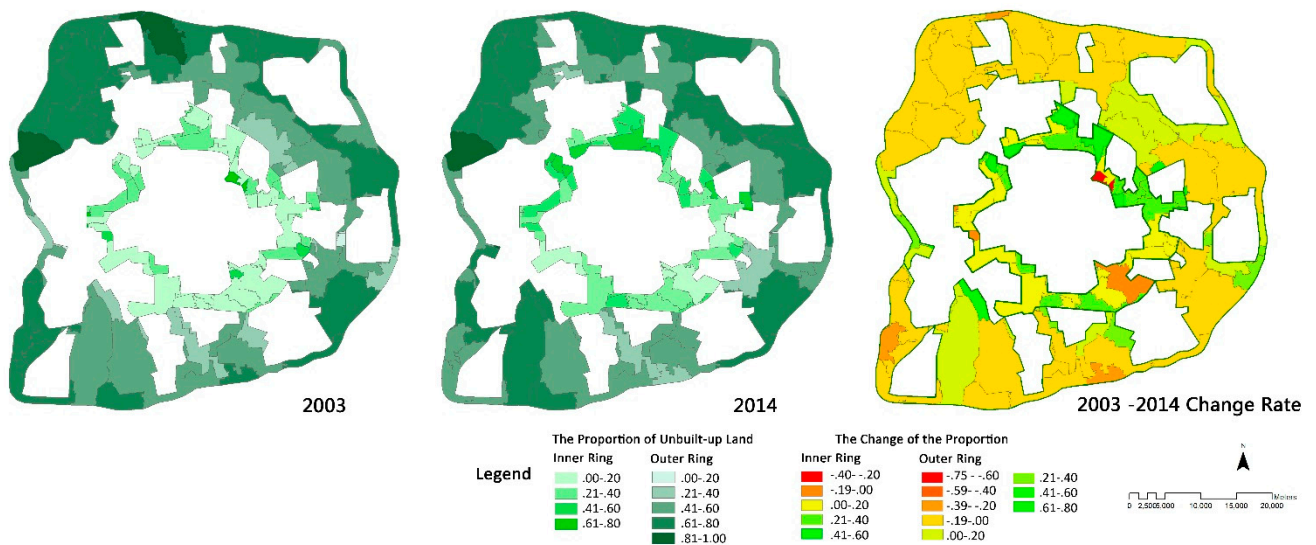 2003
2014
2003 -2014 Change Rate
Legend
The Proportion of Unbuilt-up Land
Inner Ring
.00-.20
.21-.40
.41-.60
.61-.80
Outer Ring
.00-.20
.21-.40
.41-.60
.61-.80
.81-1.00
The Change of the Proportion
Inner Ring
-.40--.20
-.19-.00
.00-.20
.21-.40
.41-.60
Outer Ring
-.75--.60
-.59--.40
-.39--.20
-.19-.00
.00-.20
.21-.40
.41-.60
.61-.80
N
Meters
0 2,5005,000 10,000 15,000 20,000